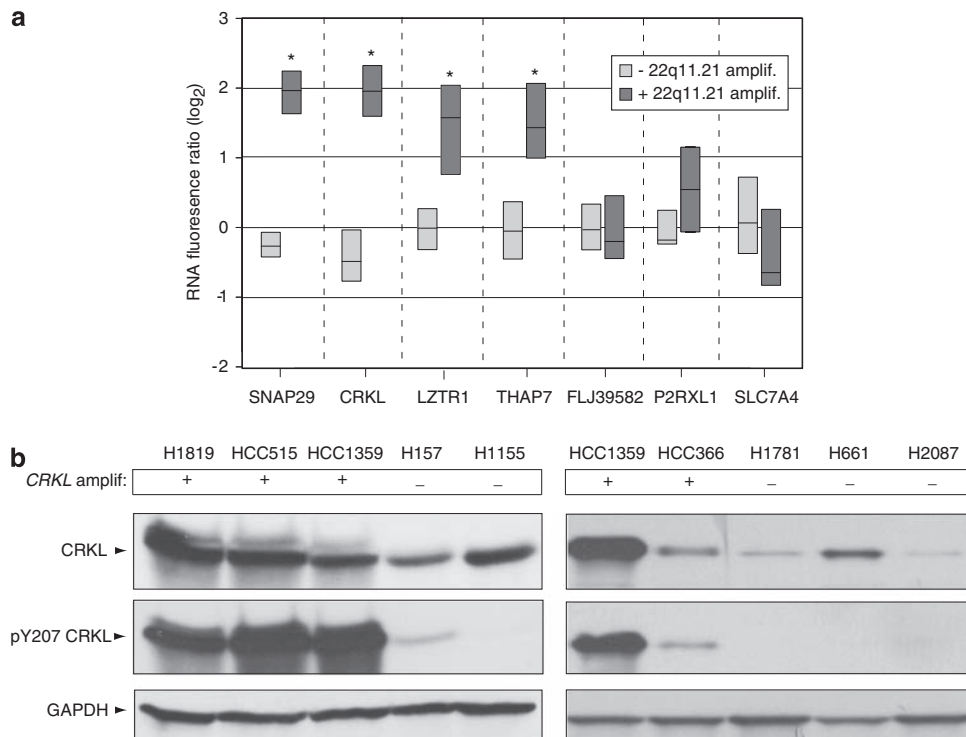 a
3
2
1
0
-1
-2
RNA fluoresence ratio (log2)
* * * *
- 22q11.21 amplif.
+ 22q11.21 amplif.
SNAP29 CRKL LZTR1 THAP7 FLJ39582 P2RXL1 SLC7A4
b
H1819 HCC515 HCC1359 H157 H1155 HCC1359 HCC366 H1781 H661 H2087
CRKL amplif: + + + – – + + – – –
CRKL
pY207 CRKL
GAPDH